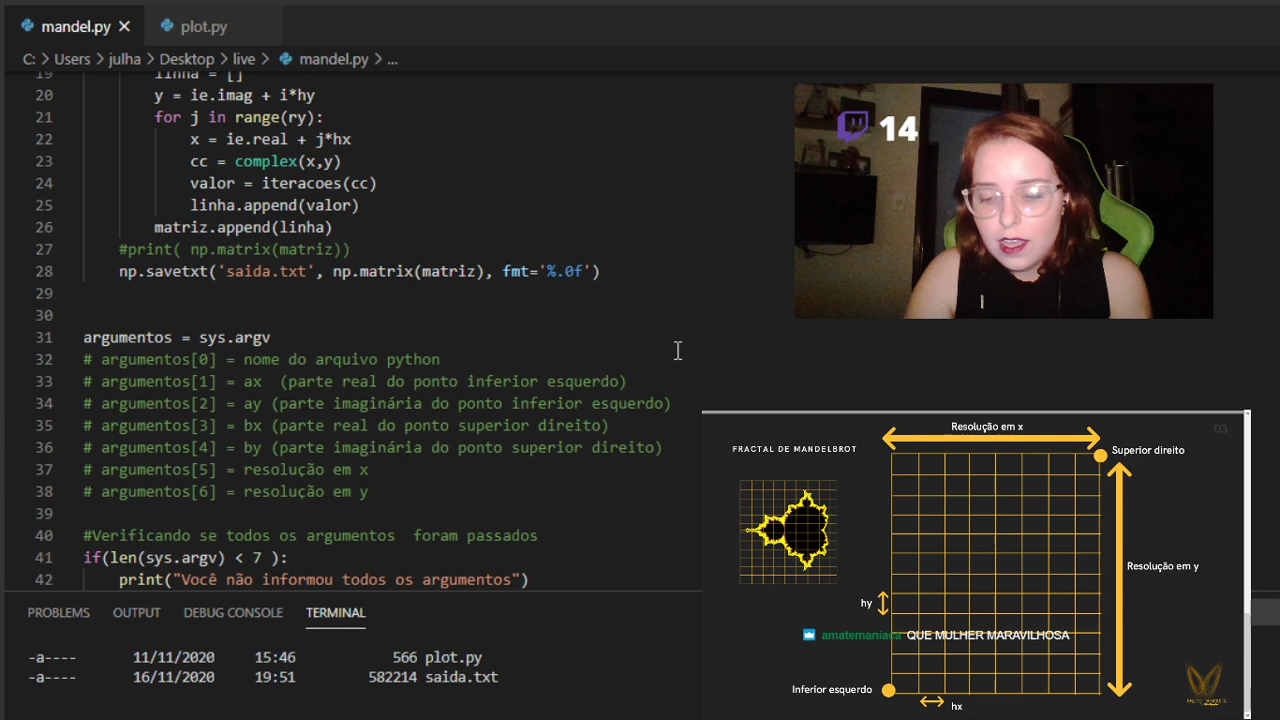 mandel.py
plot.py
C: > Users > julha > Desktop > live > mandel.py > ...
19 linha = []
20 y = ie.imag + i*hy
21 for j in range(ry):
22 x = ie.real + j*hx
23 cc = complex(x,y)
24 valor = iteracoes(cc)
25 linha.append(valor)
26 matriz.append(linha)
27 #print( np.matrix(matriz))
28 np.savetxt('saida.txt', np.matrix(matriz), fmt='%.0f')
29
30
31 argumentos = sys.argv
32 # argumentos[0] = nome do arquivo python
33 # argumentos[1] = ax  (parte real do ponto inferior esquerdo)
34 # argumentos[2] = ay (parte imaginária do ponto inferior esquerdo)
35 # argumentos[3] = bx (parte real do ponto superior direito)
36 # argumentos[4] = by (parte imaginária do ponto superior direito)
37 # argumentos[5] = resolução em x
38 # argumentos[6] = resolução em y
39
40 #Verificando se todos os argumentos  foram passados
41 if(len(sys.argv) < 7 ):
42 print("Você não informou todos os argumentos")
PROBLEMS OUTPUT DEBUG CONSOLE TERMINAL
-a---- 11/11/2020 15:46 566 plot.py
-a---- 16/11/2020 19:51 582214 saida.txt
14
Resolução em x
03
FRACTAL DE MANDELBROT
Superior direito
Resolução em y
hy
amatemaniaca QUE MULHER MARAVILHOSA
Inferior esquerdo
hx